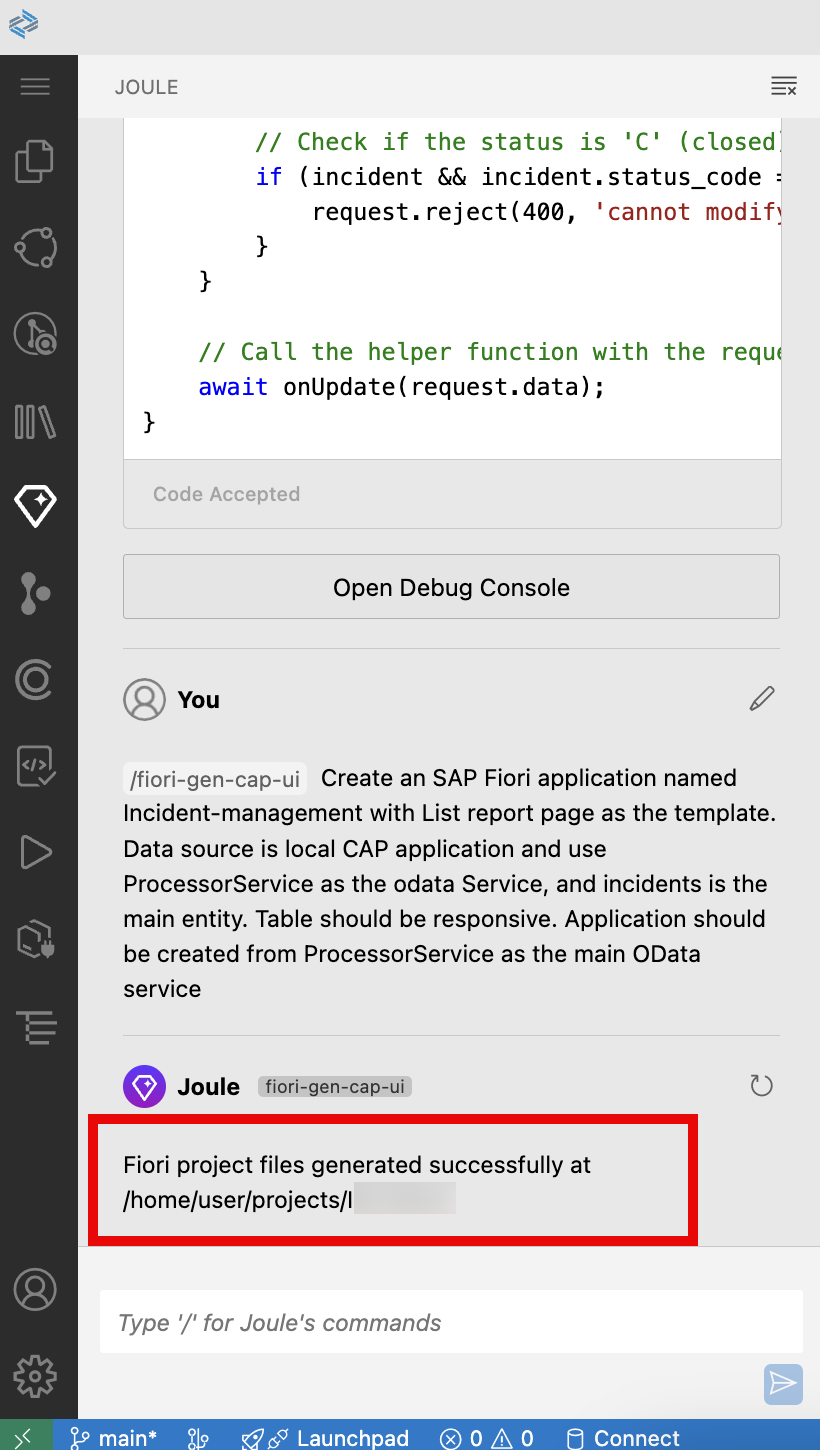 JOULE
// Check if the status is 'C' (closed)
if (incident && incident.status_code =
request.reject(400, 'cannot modify
}
}
// Call the helper function with the reque
await onUpdate(request.data);
}
Code Accepted
Open Debug Console
You
/fiori-gen-cap-ui Create an SAP Fiori application named
Incident-management with List report page as the template.
Data source is local CAP application and use
ProcessorService as the odata Service, and incidents is the
main entity. Table should be responsive. Application should
be created from ProcessorService as the main OData
service
Joule fiori-gen-cap-ui
Fiori project files generated successfully at
/home/user/projects/I
Type '/' for Joule's commands
main* Launchpad 0 0 Connect